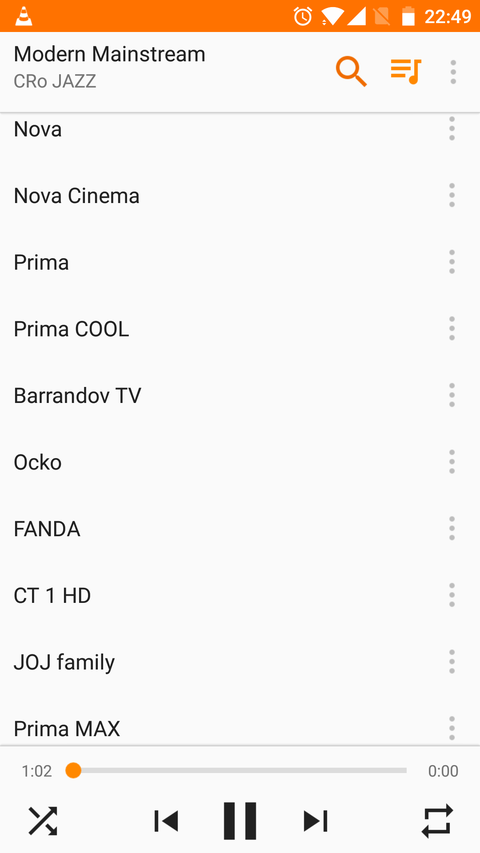 22:49
Modern Mainstream
CRo JAZZ
Nova
Nova Cinema
Prima
Prima COOL
Barrandov TV
Ocko
FANDA
CT 1 HD
JOJ family
Prima MAX
1:02
0:00